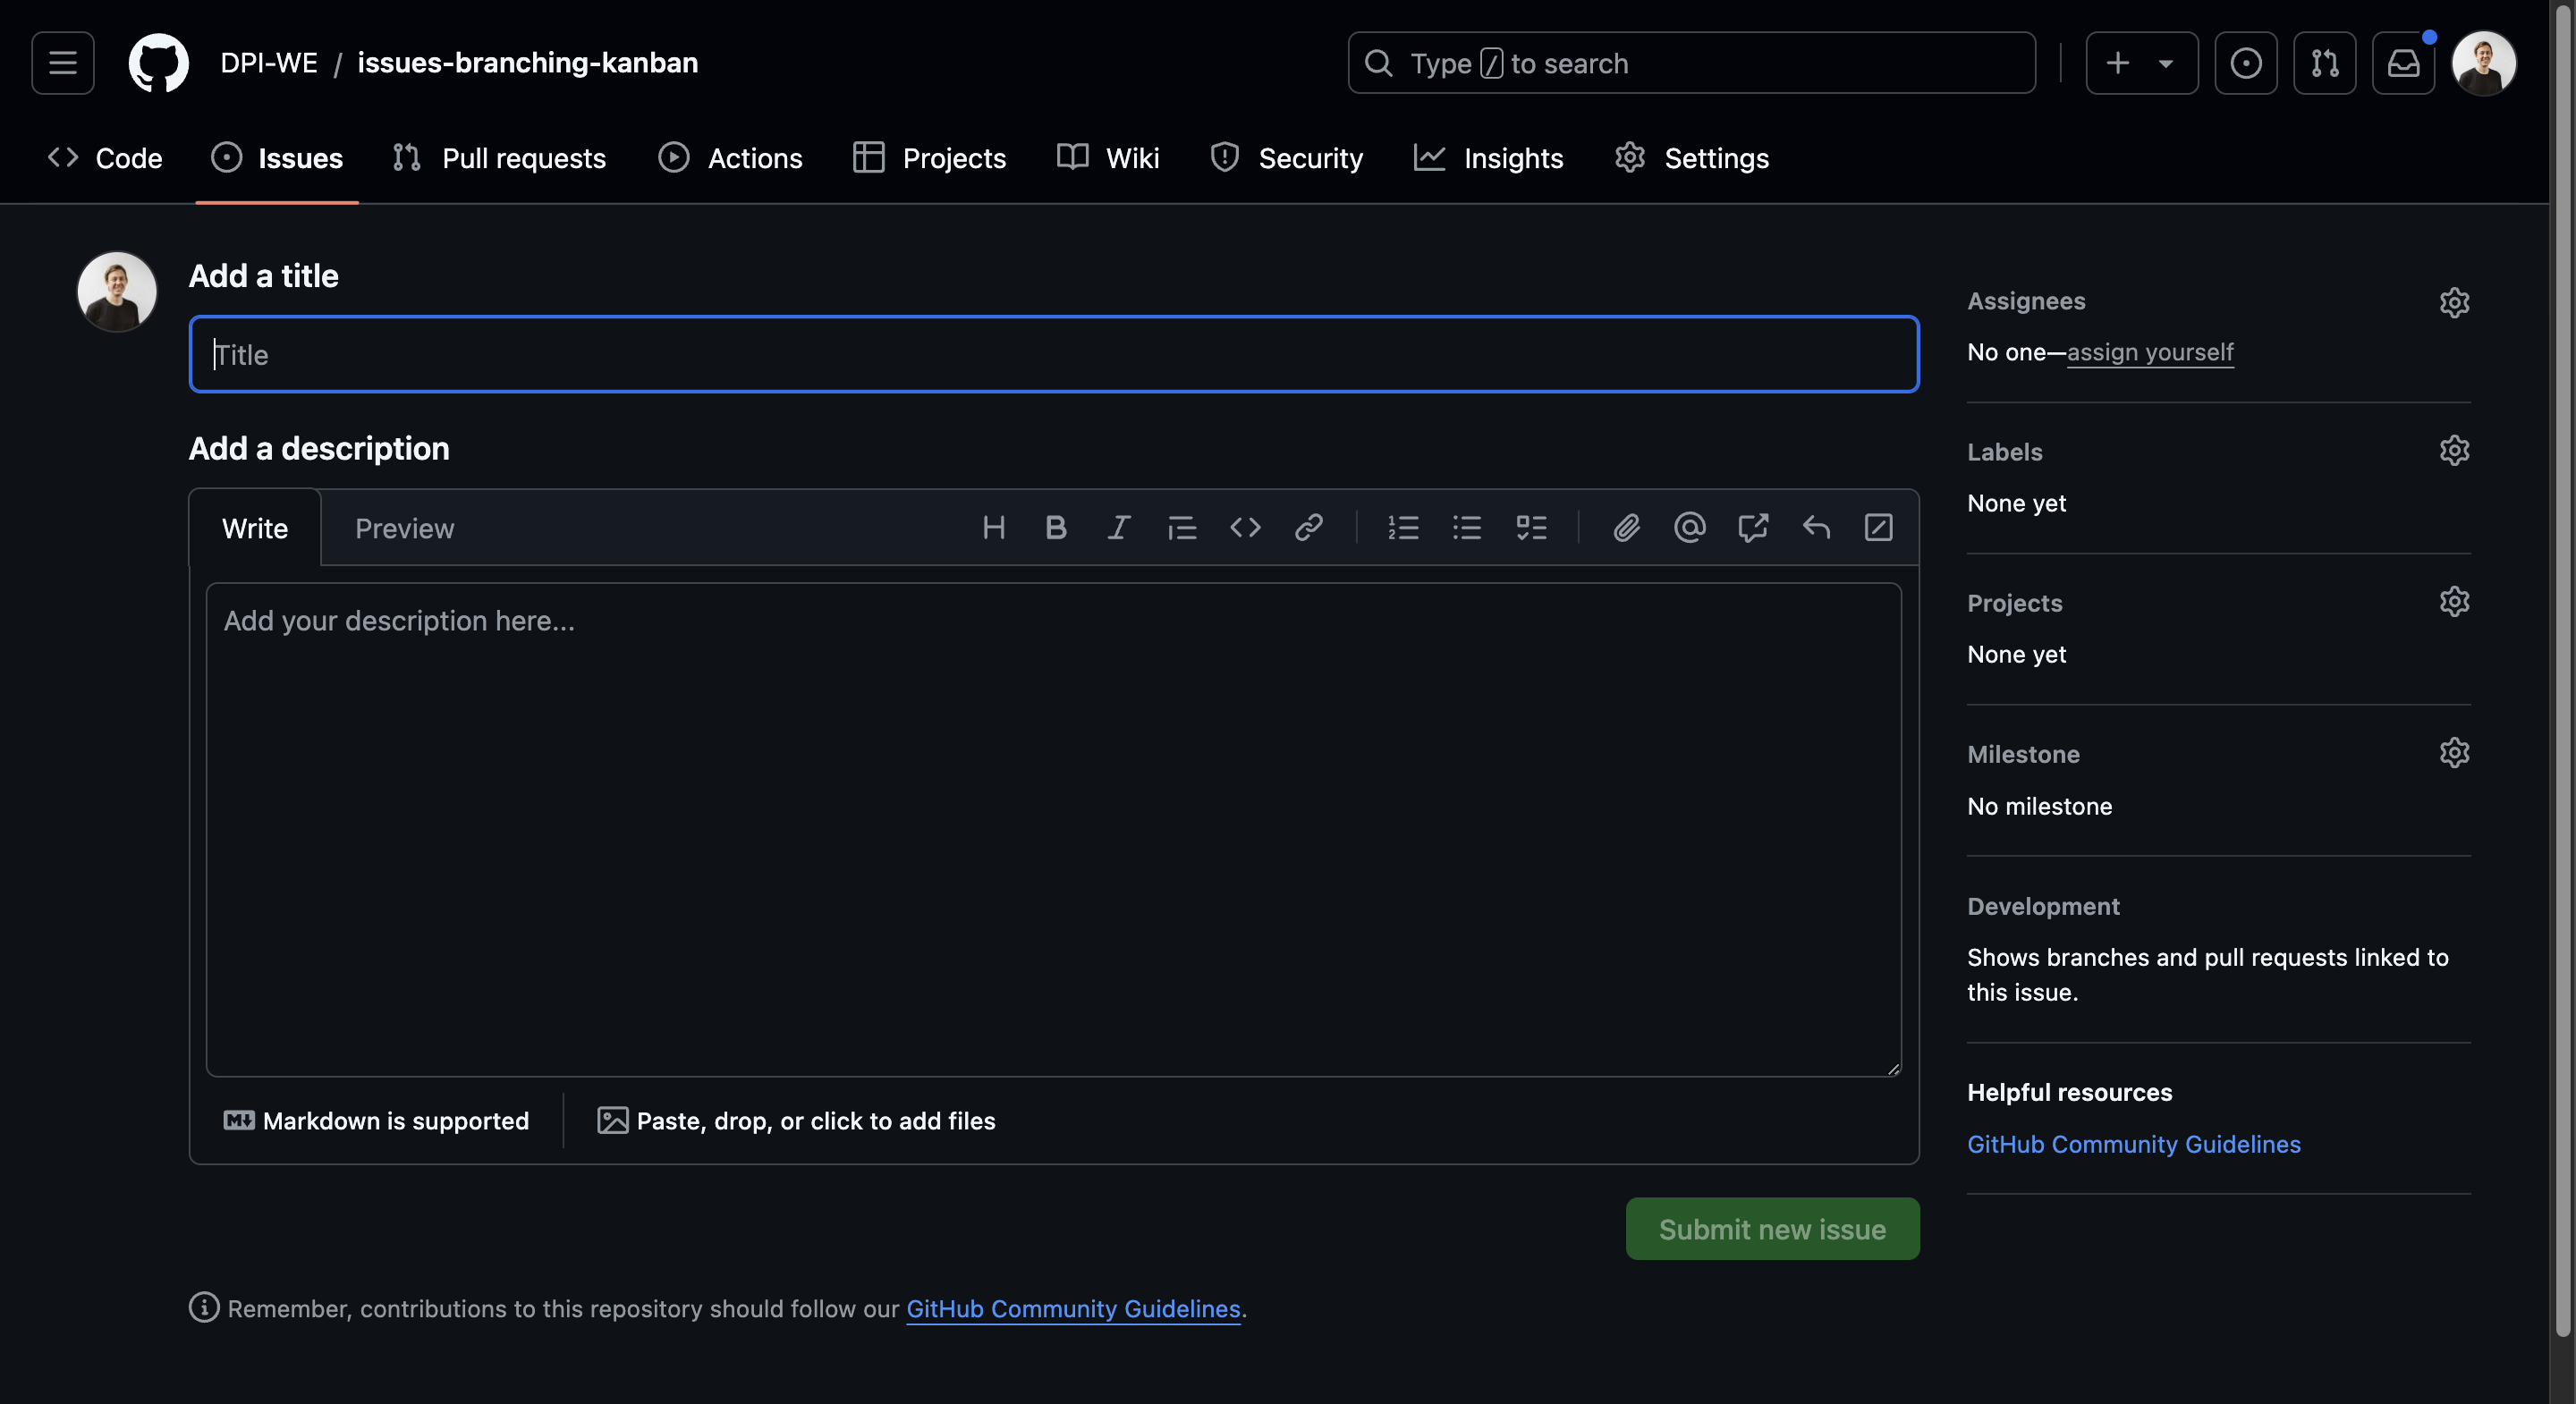 DPI-WE / issues-branching-kanban
Type / to search
Code
Issues
Pull requests
Actions
Projects
Wiki
Security
Insights
Settings
Add a title
Title
Add a description
Write
Preview
Add your description here...
Markdown is supported
Paste, drop, or click to add files
Submit new issue
Remember, contributions to this repository should follow our GitHub Community Guidelines.
Assignees
No one—assign yourself
Labels
None yet
Projects
None yet
Milestone
No milestone
Development
Shows branches and pull requests linked to
this issue.
Helpful resources
GitHub Community Guidelines